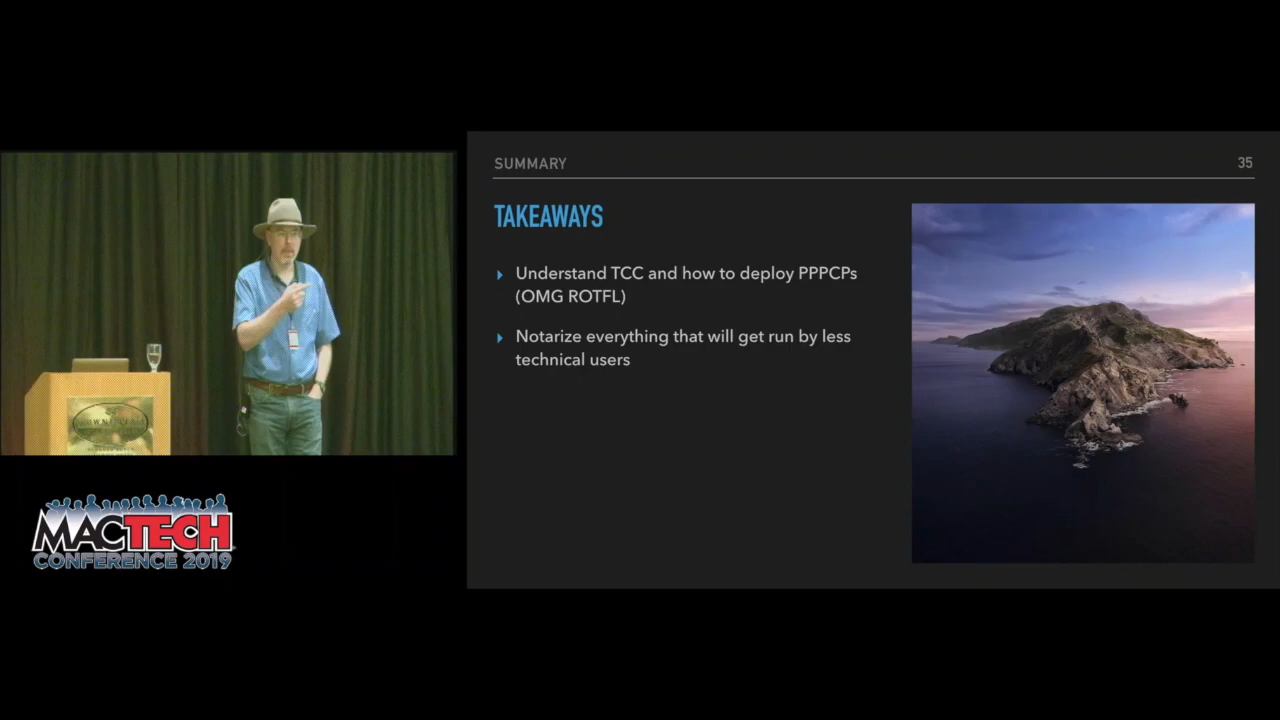 SUMMARY
35
TAKEAWAYS
Understand TCC and how to deploy PPPCPs
(OMG ROTFL)
Notarize everything that will get run by less
technical users
MACTECH
CONFERENCE 2019